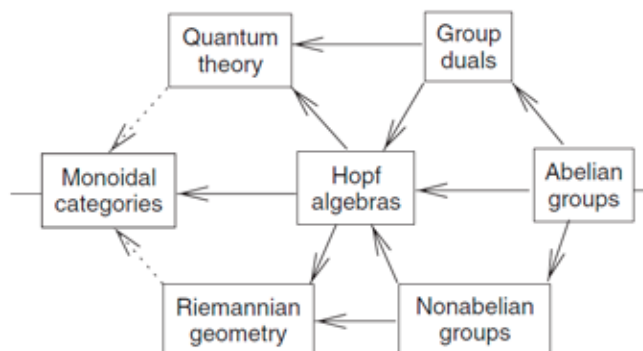 Quantum
theory
Group
duals
Monoidal
categories
Hopf
algebras
Abelian
groups
Riemannian
geometry
Nonabelian
groups